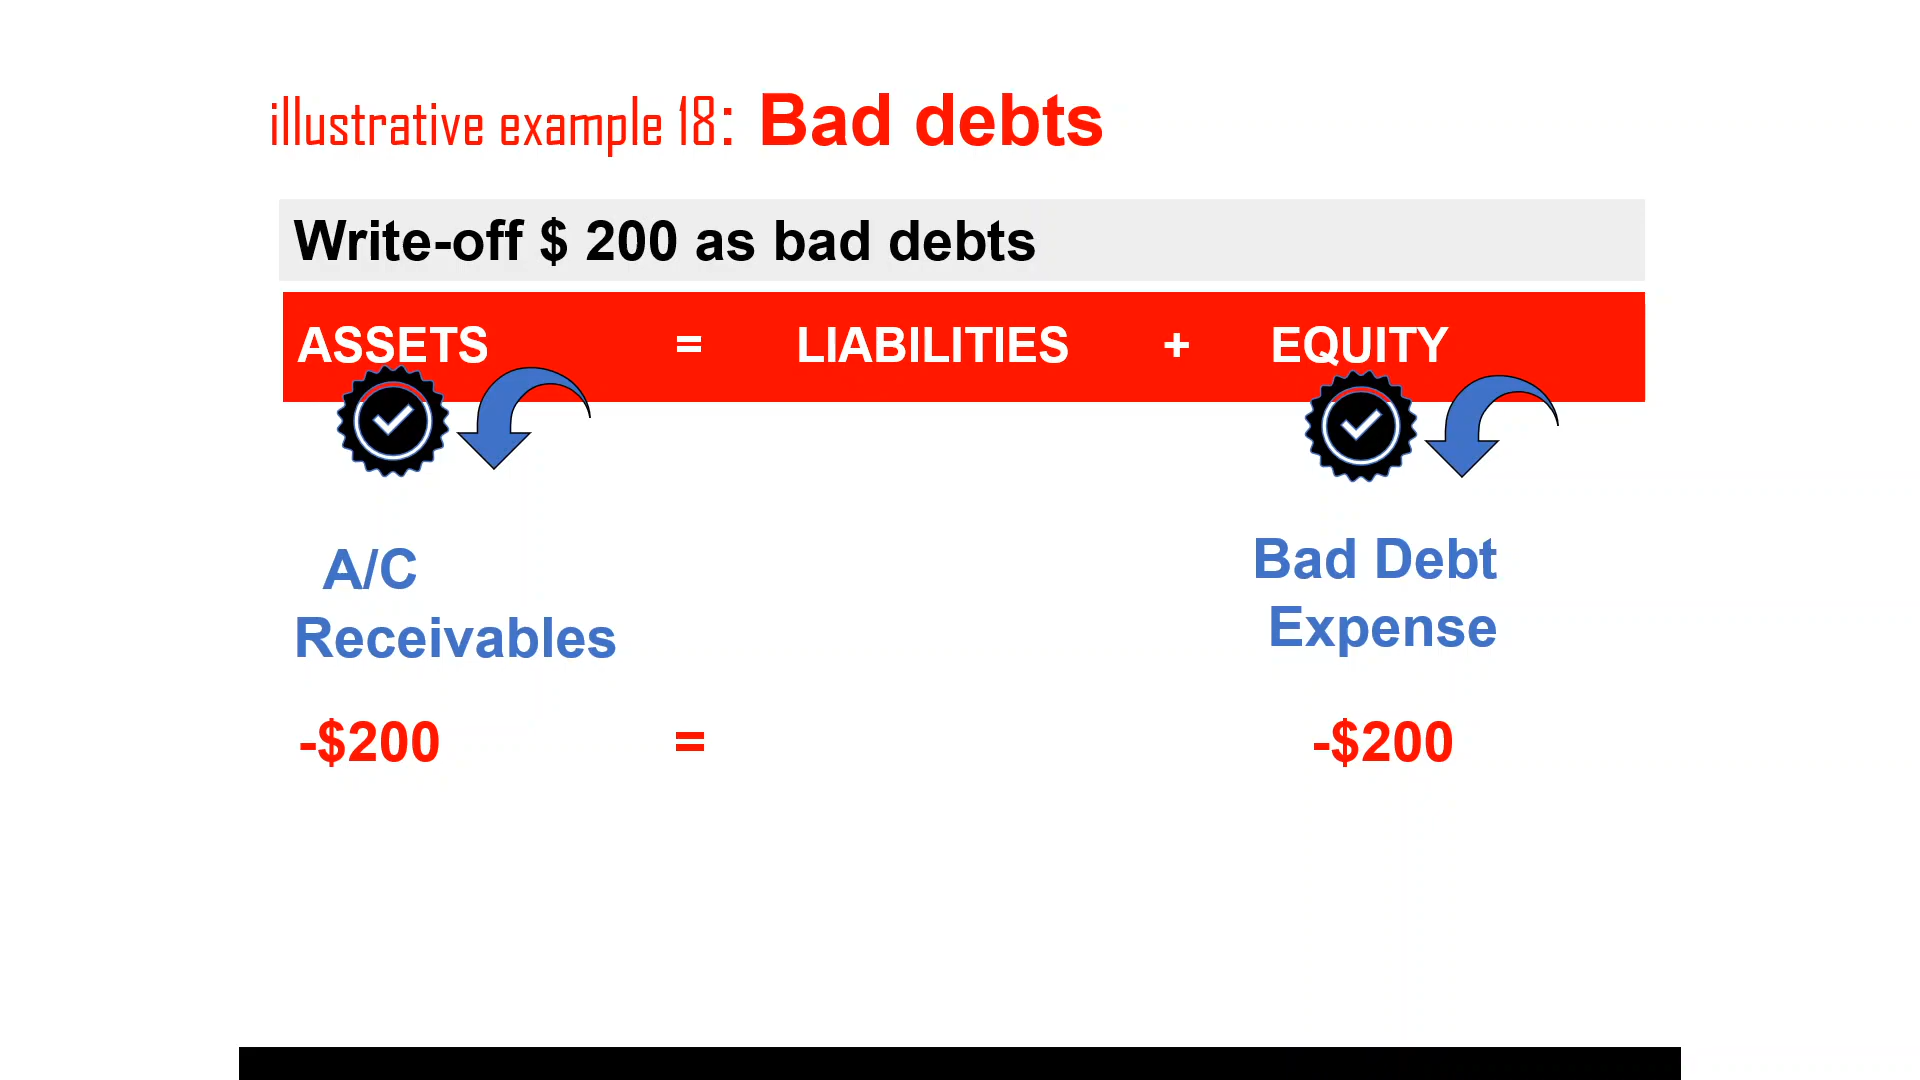 illustrative example 18: Bad debts
Write-off $ 200 as bad debts
ASSETS = LIABILITIES + EQUITY
A/C
Receivables
Bad Debt
Expense
-$200 = -$200